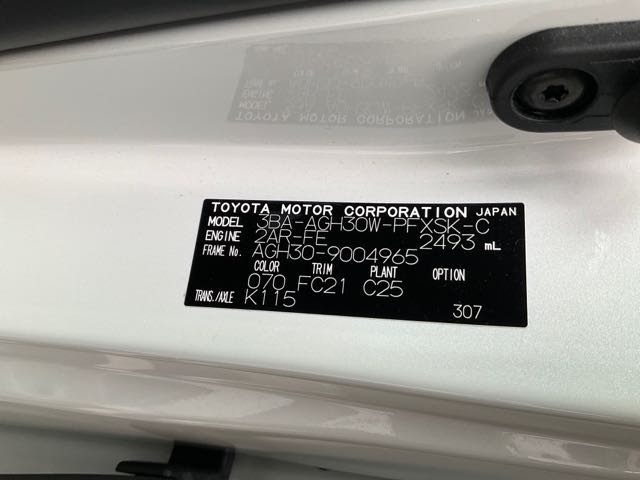 TOYOTA MOTOR CORPORATION JAPAN
MODEL 3BA-AGH30W-PFXSK-C
ENGINE 2AR-FE 2493 mL
FRAME No. AGH30-9004965
COLOR TRIM PLANT OPTION
070 FC21 C25
TRANS./AXLE K115
307